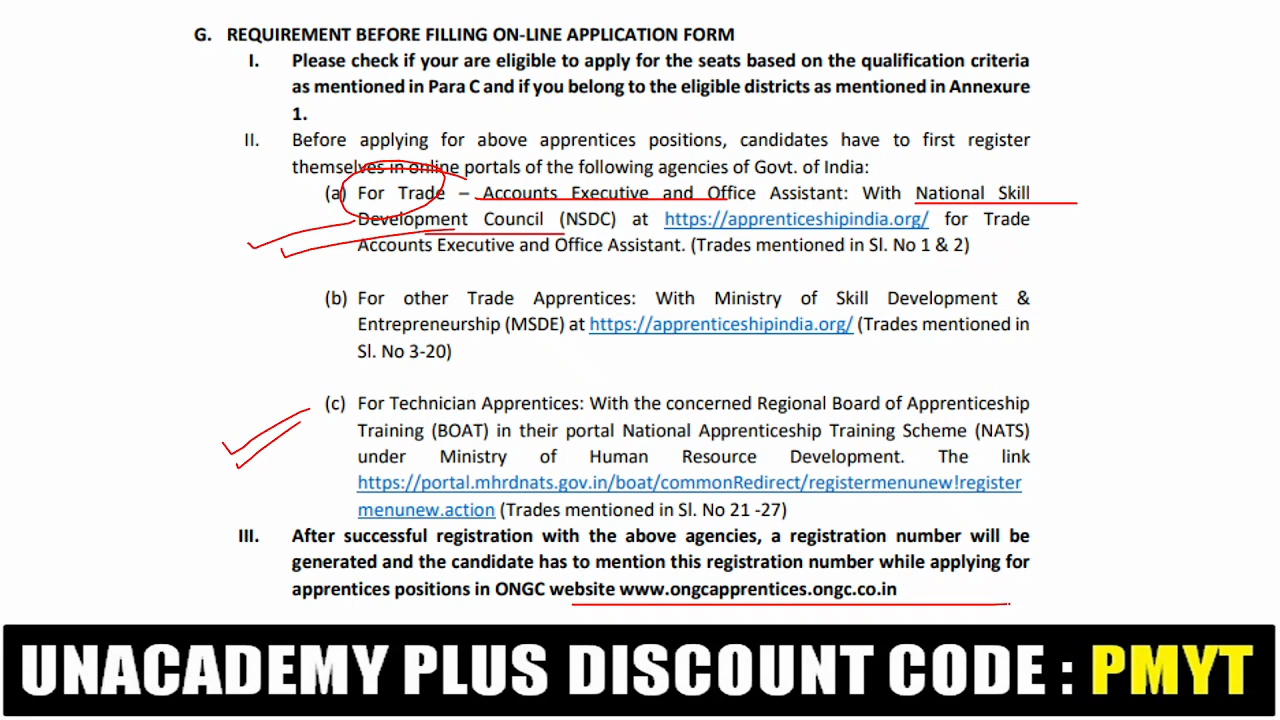 G. REQUIREMENT BEFORE FILLING ON-LINE APPLICATION FORM
I. Please check if your are eligible to apply for the seats based on the qualification criteria
as mentioned in Para C and if you belong to the eligible districts as mentioned in Annexure
1.
II. Before applying for above apprentices positions, candidates have to first register
themselves in online portals of the following agencies of Govt. of India:
(a) For Trade – Accounts Executive and Office Assistant: With National Skill
Development Council (NSDC) at https://apprenticeshipindia.org/ for Trade
Accounts Executive and Office Assistant. (Trades mentioned in Sl. No 1 & 2)
(b) For other Trade Apprentices: With Ministry of Skill Development &
Entrepreneurship (MSDE) at https://apprenticeshipindia.org/ (Trades mentioned in
Sl. No 3-20)
(c) For Technician Apprentices: With the concerned Regional Board of Apprenticeship
Training (BOAT) in their portal National Apprenticeship Training Scheme (NATS)
under Ministry of Human Resource Development. The link
https://portal.mhrdnats.gov.in/boat/commonRedirect/registermenunew!register
menunew.action (Trades mentioned in Sl. No 21 -27)
III. After successful registration with the above agencies, a registration number will be
generated and the candidate has to mention this registration number while applying for
apprentices positions in ONGC website www.ongcapprentices.ongc.co.in
UNACADEMY PLUS DISCOUNT CODE : PMYT